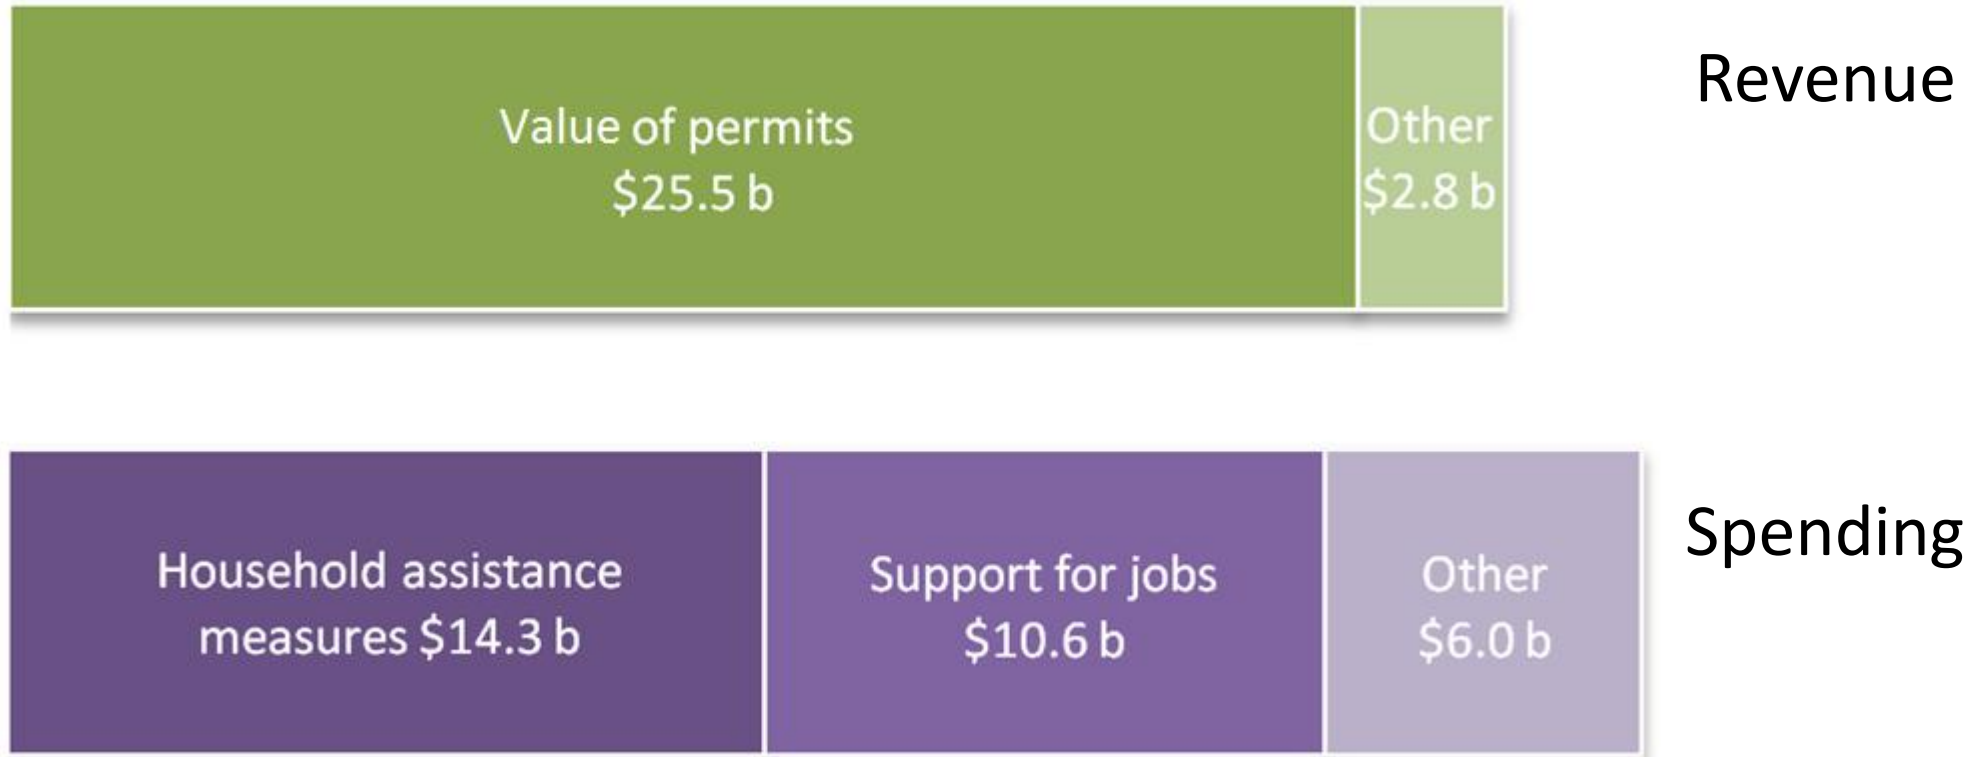 Value of permits
$25.5 b
Other
$2.8 b
Revenue
Household assistance
measures $14.3 b
Support for jobs
$10.6 b
Other
$6.0 b
Spending